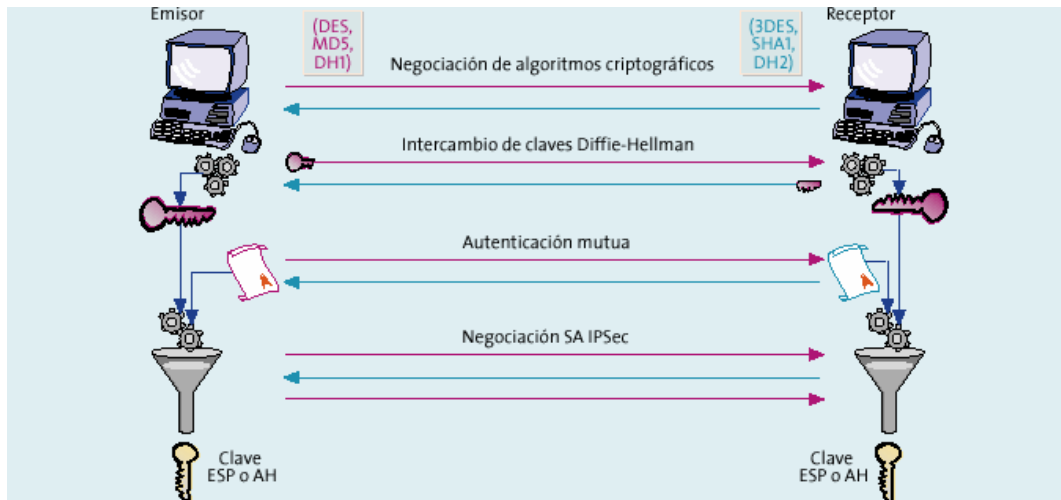 Emisor
Receptor
(DES,
MD5,
DH1)
(3DES,
SHA1,
DH2)
Negociación de algoritmos criptográficos
Intercambio de claves Diffie-Hellman
Autenticación mutua
Negociación SA IPSec
Clave
ESP o AH
Clave
ESP o AH